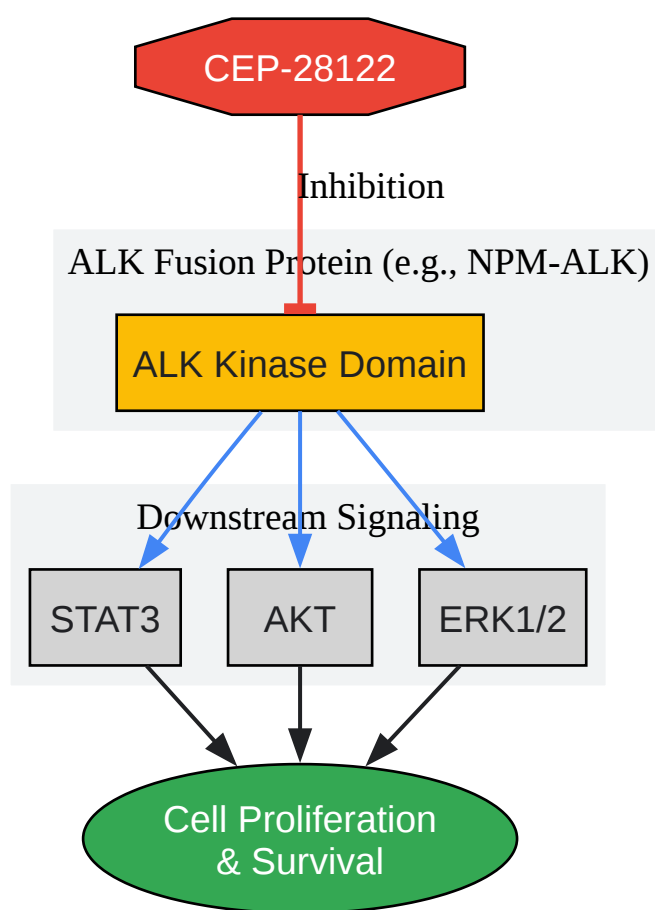 CEP-28122
Inhibition
ALK Fusion Protein (e.g., NPM-ALK)
ALK Kinase Domain
Downstream Signaling
STAT3
AKT
ERK1/2
Cell Proliferation
& Survival